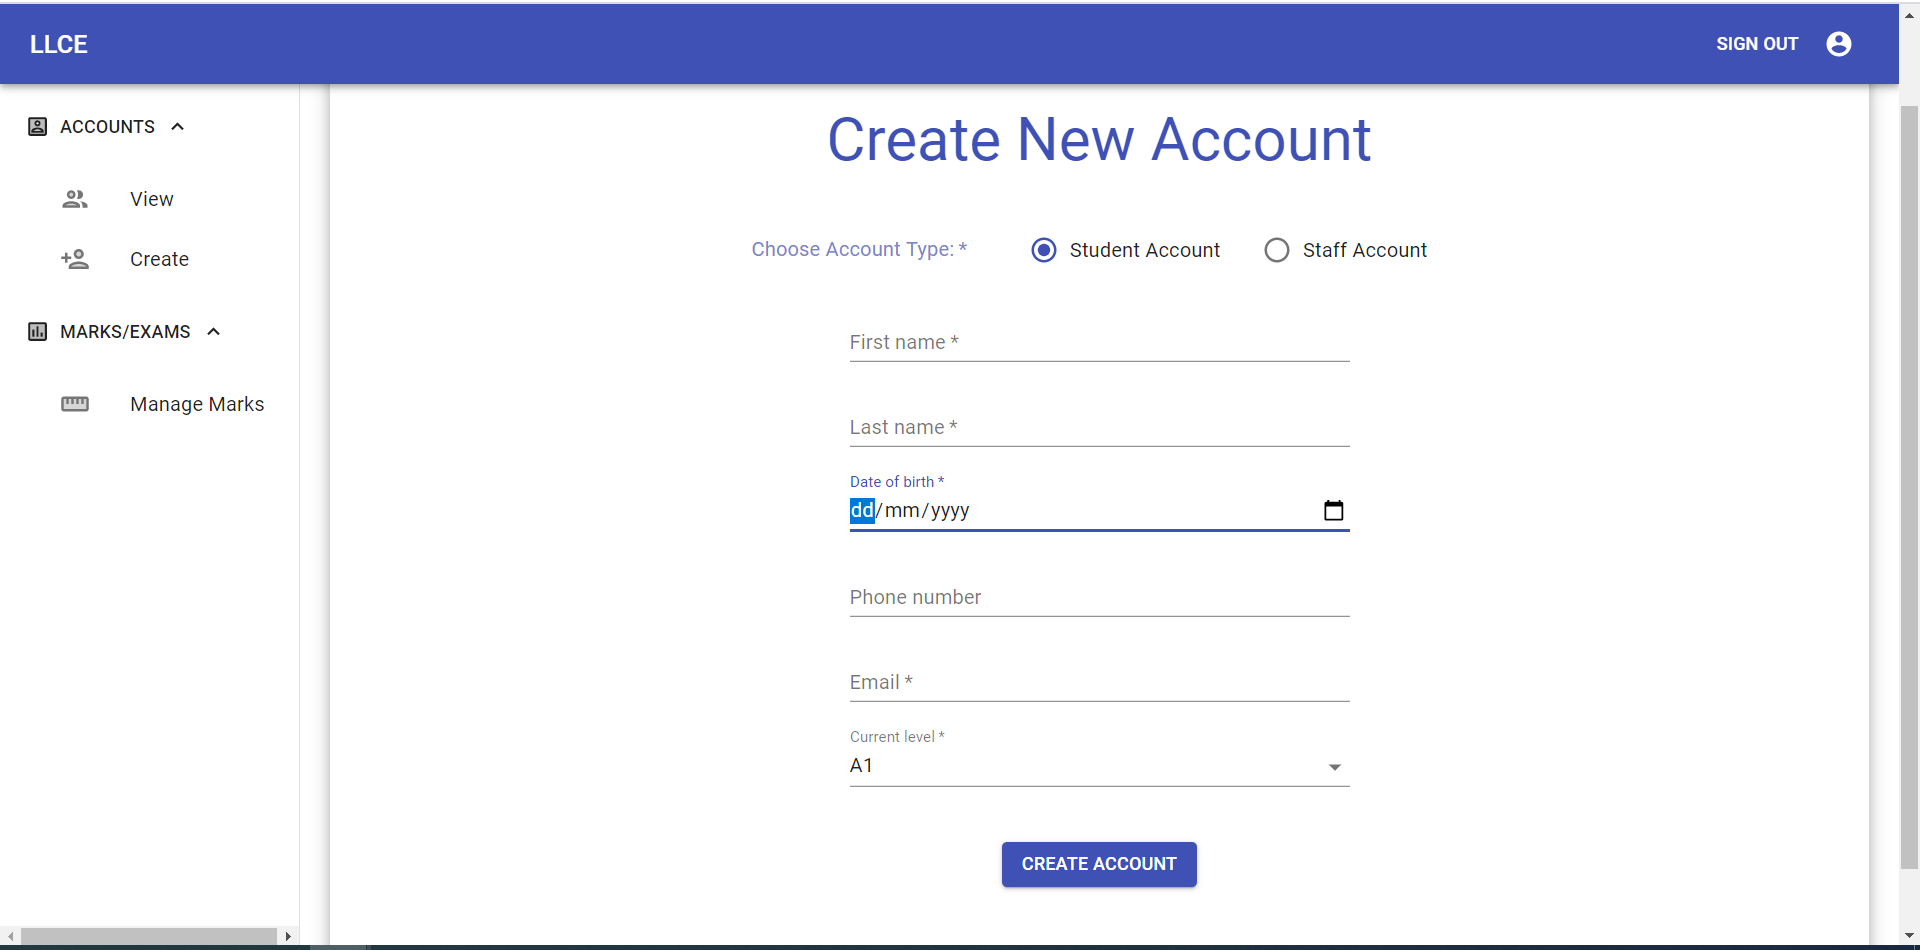 LLCE
SIGN OUT
ACCOUNTS
View
Create
MARKS/EXAMS
Manage Marks
Create New Account
Choose Account Type: *
Student Account
Staff Account
First name *
Last name *
Date of birth *
dd/mm/yyyy
Phone number
Email *
Current level *
A1
CREATE ACCOUNT